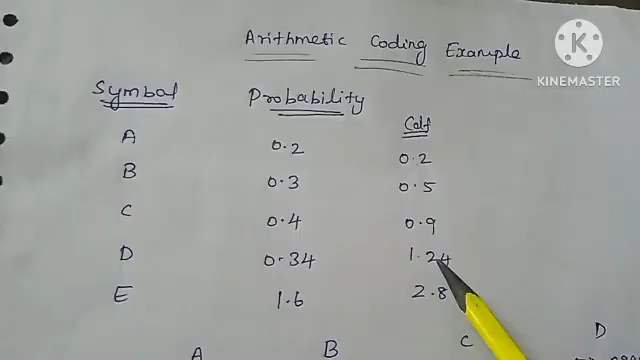 Arithmetic Coding Example
KINEMASTER
Symbol Probability Cdf
A 0.2 0.2
B 0.3 0.5
C 0.4 0.9
D 0.34 1.24
E 1.6 2.8
A B C D